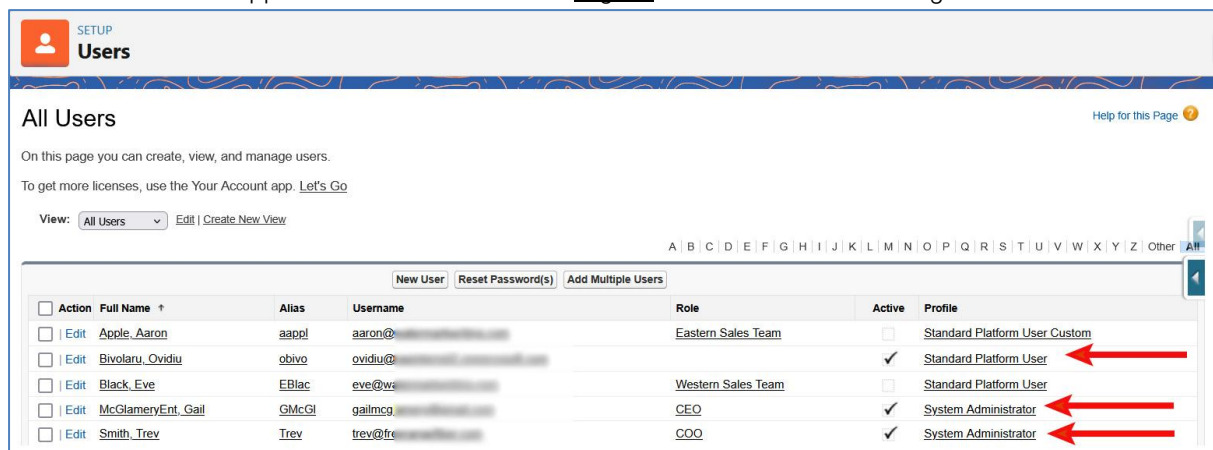 SETUP
Users
All Users
Help for this Page
On this page you can create, view, and manage users.
To get more licenses, use the Your Account app. Let's Go
View: All Users Edit | Create New View
A | B | C | D | E | F | G | H | I | J | K | L | M | N | O | P | Q | R | S | T | U | V | W | X | Y | Z | Other | All
New User Reset Password(s) Add Multiple Users
Action Full Name ↑ Alias Username Role Active Profile
| Edit Apple, Aaron aappl aaron@ Eastern Sales Team Standard Platform User Custom
| Edit Bivolaru, Ovidiu obivo ovidiu@ ✓ Standard Platform User
| Edit Black, Eve EBlac eve@w Western Sales Team Standard Platform User
| Edit McGlameryEnt, Gail GMcGl gailmcg CEO ✓ System Administrator
| Edit Smith, Trev Trev trev@fr COO ✓ System Administrator